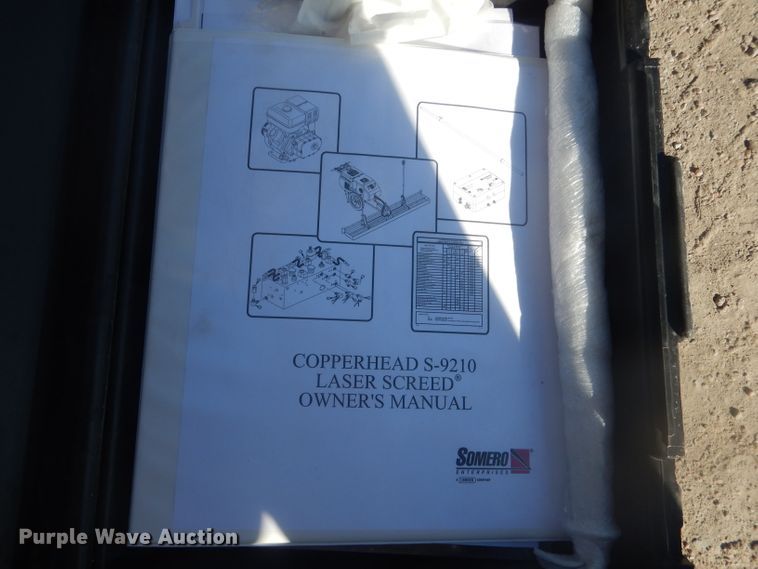 COPPERHEAD S-9210
LASER SCREED®
OWNER'S MANUAL
SOMERO
ENTERPRISES
Purple Wave Auction